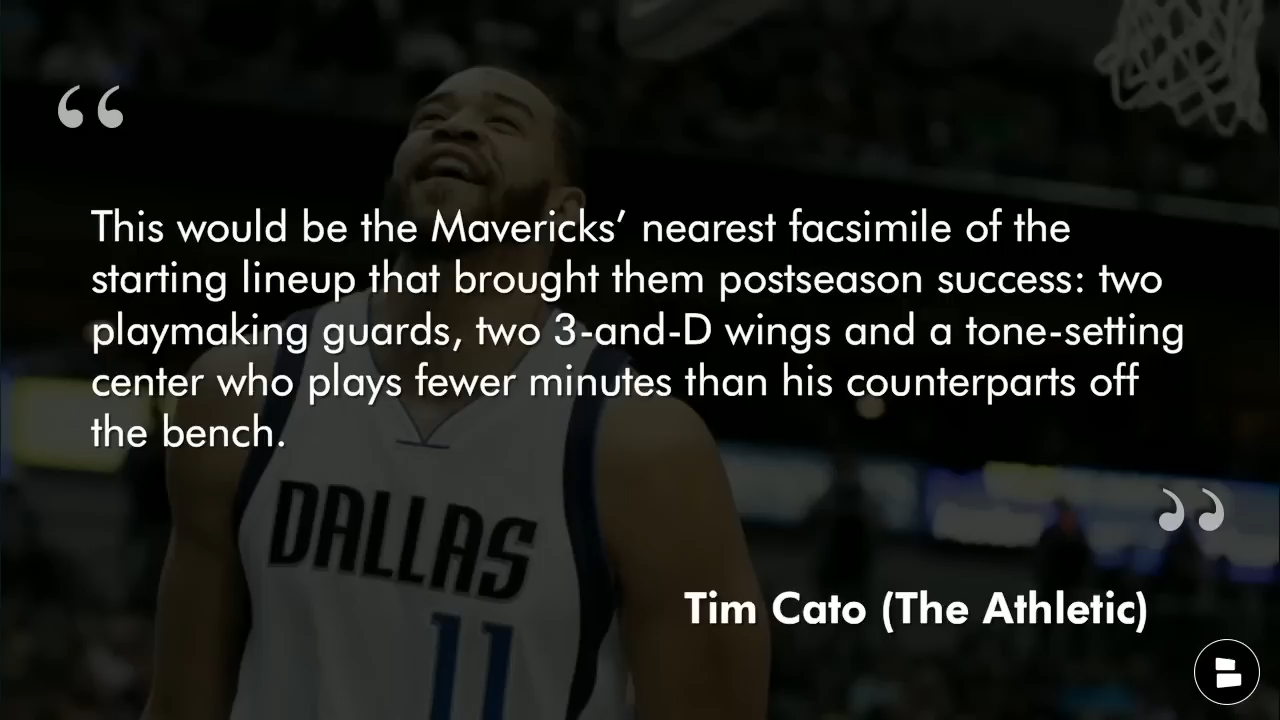 “
This would be the Mavericks’ nearest facsimile of the
starting lineup that brought them postseason success: two
playmaking guards, two 3-and-D wings and a tone-setting
center who plays fewer minutes than his counterparts off
the bench.
”
Tim Cato (The Athletic)
DALLAS
11